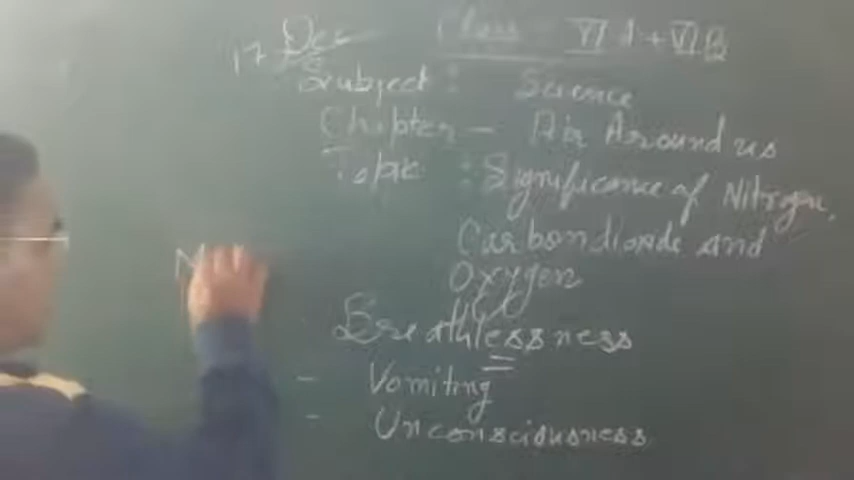 17 Dec Class - VI A + VI B
Subject : Science
Chapter - Air Around us
Topic : Significance of Nitrogen,
Carbondioxide and
Oxygen
Breathlessness
- Vomiting
- Unconsciousness
N